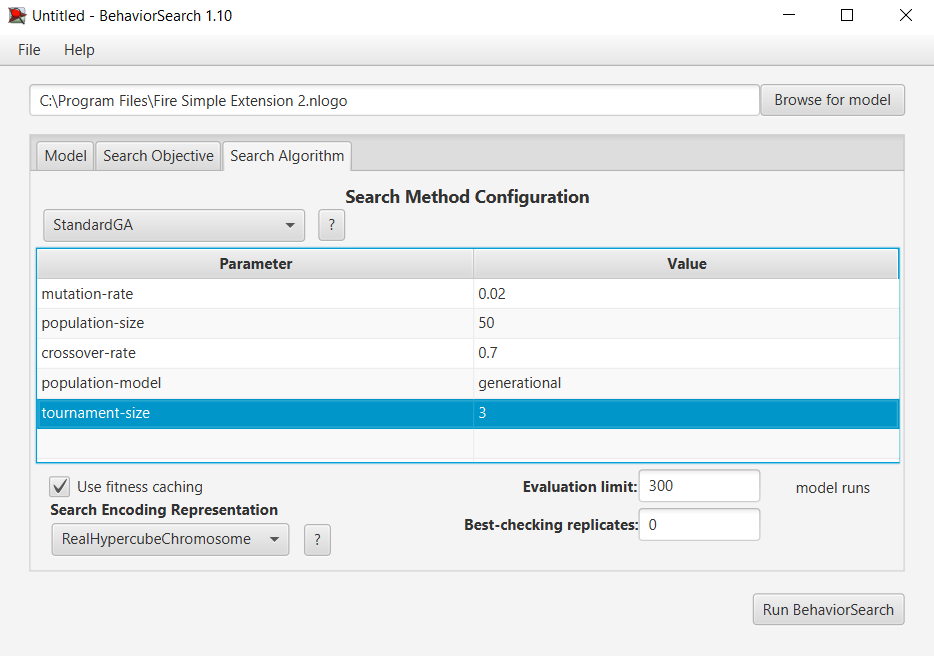 Untitled - BehaviorSearch 1.10
File Help
C:\Program Files\Fire Simple Extension 2.nlogo Browse for model
Model Search Objective Search Algorithm
Search Method Configuration
StandardGA ?
Parameter Value
mutation-rate 0.02
population-size 50
crossover-rate 0.7
population-model generational
tournament-size 3
Use fitness caching Evaluation limit: 300 model runs
Search Encoding Representation
Best-checking replicates: 0
RealHypercubeChromosome ?
Run BehaviorSearch